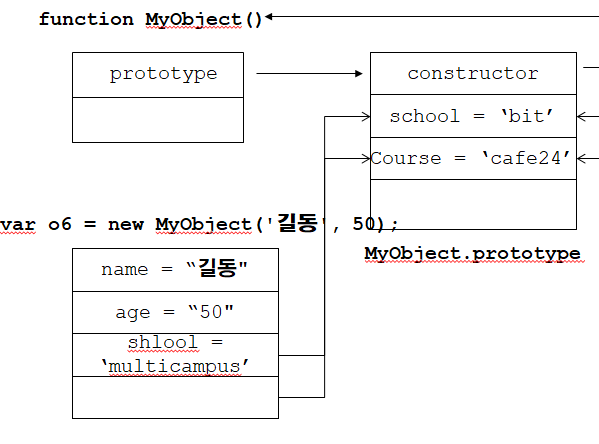 function MyObject()
prototype
constructor
school = ‘bit’
Course = ‘cafe24’
var o6 = new MyObject('길동', 50);
MyObject.prototype
name = “길동"
age = “50"
shlool =
‘multicampus’